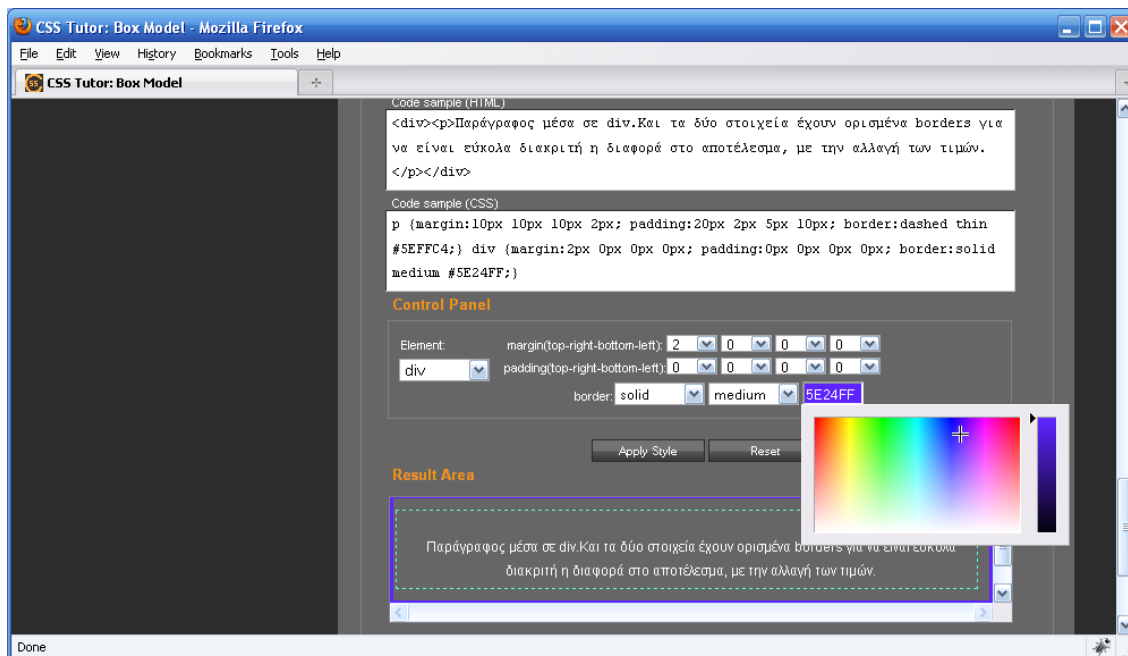 CSS Tutor: Box Model - Mozilla Firefox
File Edit View History Bookmarks Tools Help
CSS Tutor: Box Model
Code sample (HTML)
<div><p>Παράγραφος μέσα σε div.Και τα δύο στοιχεία έχουν ορισμένα borders για
να είναι εύκολα διακριτή η διαφορά στο αποτέλεσμα, με την αλλαγή των τιμών.
</p></div>
Code sample (CSS)
p {margin:10px 10px 10px 2px; padding:20px 2px 5px 10px; border:dashed thin
#5EFFC4;} div {margin:2px 0px 0px 0px; padding:0px 0px 0px 0px; border:solid
medium #5E24FF;}
Control Panel
Element: margin(top-right-bottom-left): 2 0 0 0
div padding(top-right-bottom-left): 0 0 0 0
border: solid medium 5E24FF
Apply Style Reset
Result Area
Παράγραφος μέσα σε div.Και τα δύο στοιχεία έχουν ορισμένα borders για να είναι εύκολα
διακριτή η διαφορά στο αποτέλεσμα, με την αλλαγή των τιμών.
Done